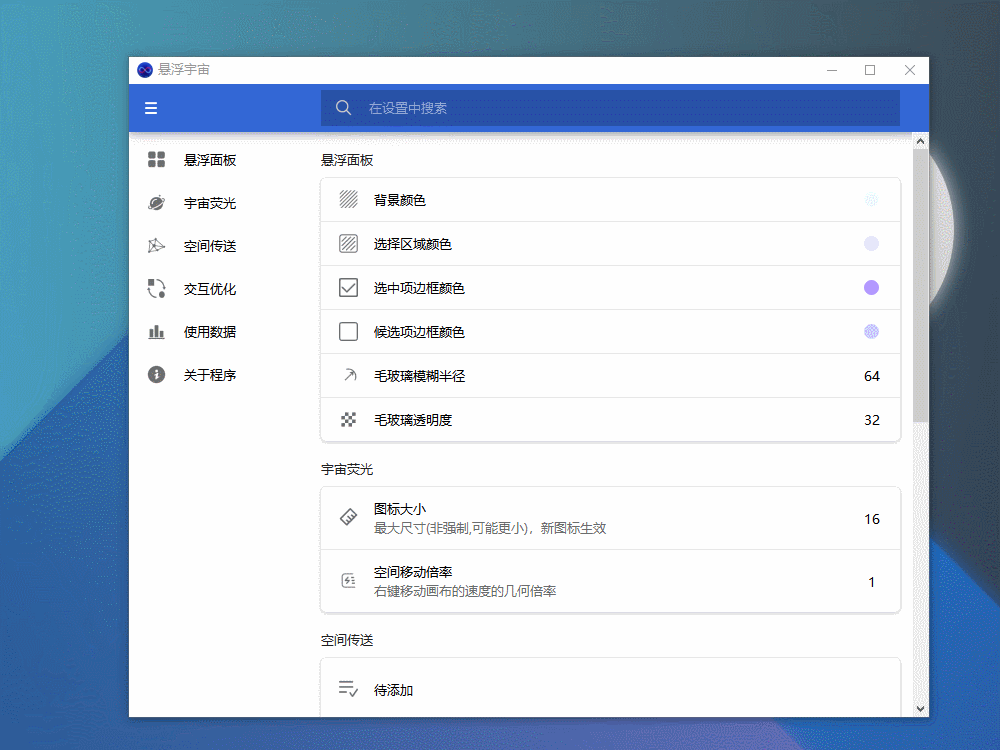 悬浮宇宙
在设置中搜索
悬浮面板
宇宙荧光
空间传送
交互优化
使用数据
关于程序
悬浮面板
背景颜色
选择区域颜色
选中项边框颜色
候选项边框颜色
毛玻璃模糊半径 64
毛玻璃透明度 32
宇宙荧光
图标大小
最大尺寸(非强制,可能更小)，新图标生效
16
空间移动倍率
右键移动画布的速度的几何倍率
1
空间传送
待添加